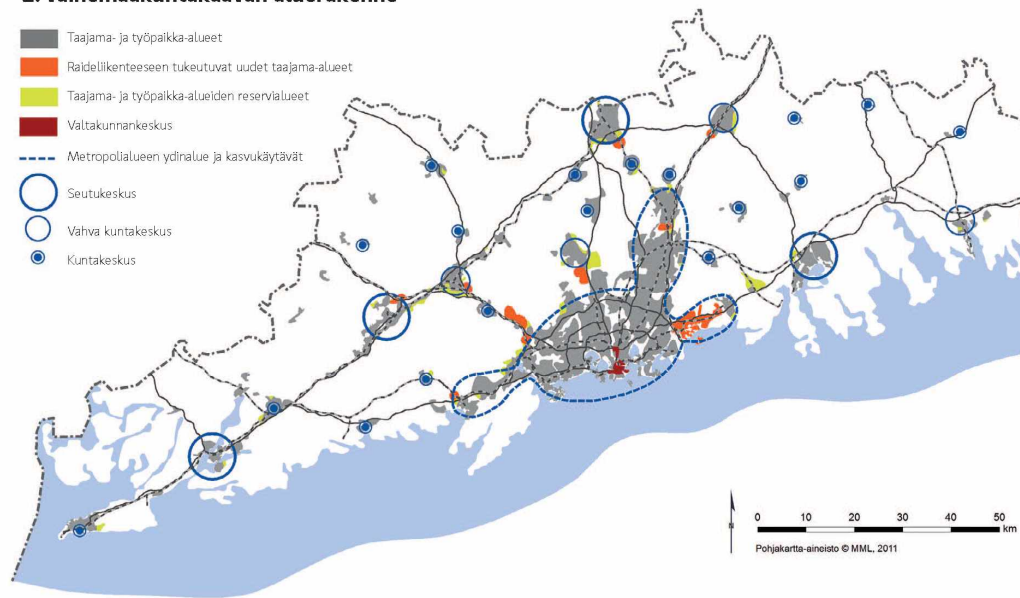 Taajama- ja työpaikka-alueet
Raideliikenteeseen tukeutuvat uudet taajama-alueet
Taajama- ja työpaikka-alueiden reservialueet
Valtakunnankeskus
Metropolialueen ydinalue ja kasvukäytävät
Seutukeskus
Vahva kuntakeskus
Kuntakeskus
N
0 10 20 30 40 50
km
Pohjakartta-aineisto © MML, 2011